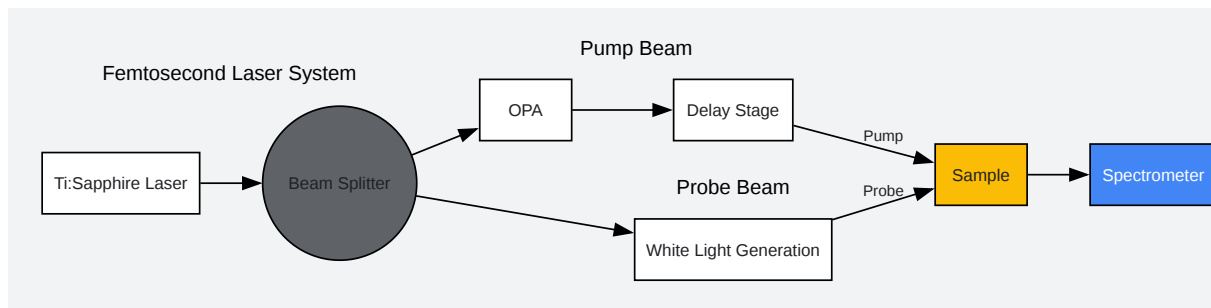 Pump Beam
Femtosecond Laser System
OPA
Delay Stage
Pump
Ti:Sapphire Laser
Beam Splitter
Sample
Spectrometer
Probe Beam
Probe
White Light Generation